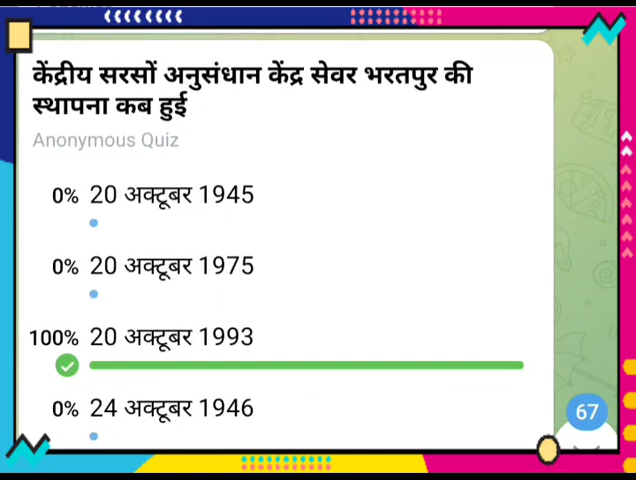 केंद्रीय सरसों अनुसंधान केंद्र सेवर भरतपुर की
स्थापना कब हुई
Anonymous Quiz
0% 20 अक्टूबर 1945
0% 20 अक्टूबर 1975
100% 20 अक्टूबर 1993
0% 24 अक्टूबर 1946
67